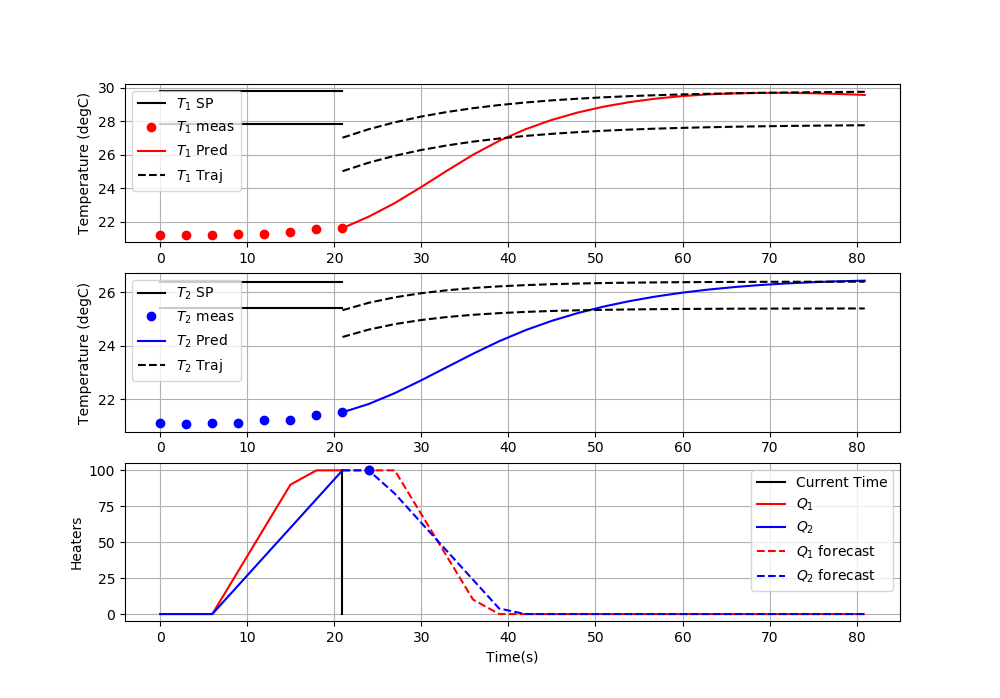 30
28
26
24
22
Temperature (degC)
T₁ SP
T₁ meas
T₁ Pred
T₁ Traj
0 10 20 30 40 50 60 70 80
26
24
22
Temperature (degC)
T₂ SP
T₂ meas
T₂ Pred
T₂ Traj
0 10 20 30 40 50 60 70 80
100
75
50
25
0
Heaters
Current Time
Q₁
Q₂
Q₁ forecast
Q₂ forecast
0 10 20 30 40 50 60 70 80
Time(s)